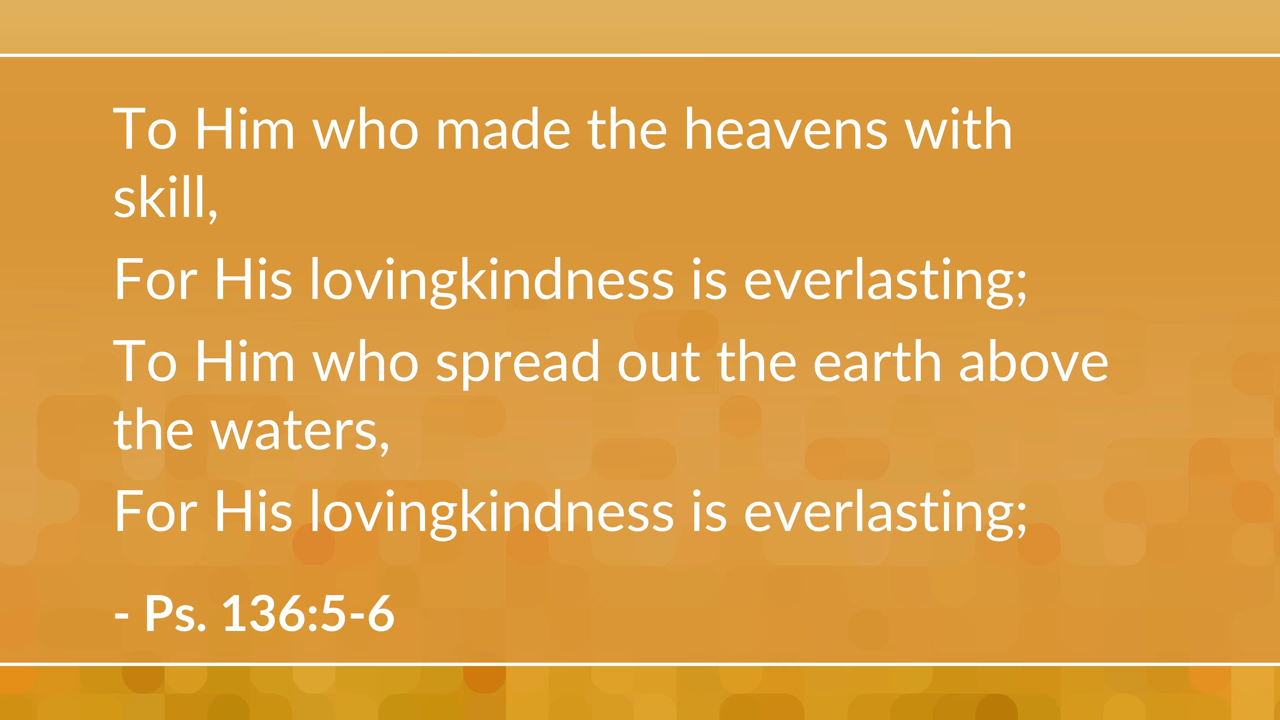 To Him who made the heavens with
skill,
For His lovingkindness is everlasting;
To Him who spread out the earth above
the waters,
For His lovingkindness is everlasting;
- Ps. 136:5-6